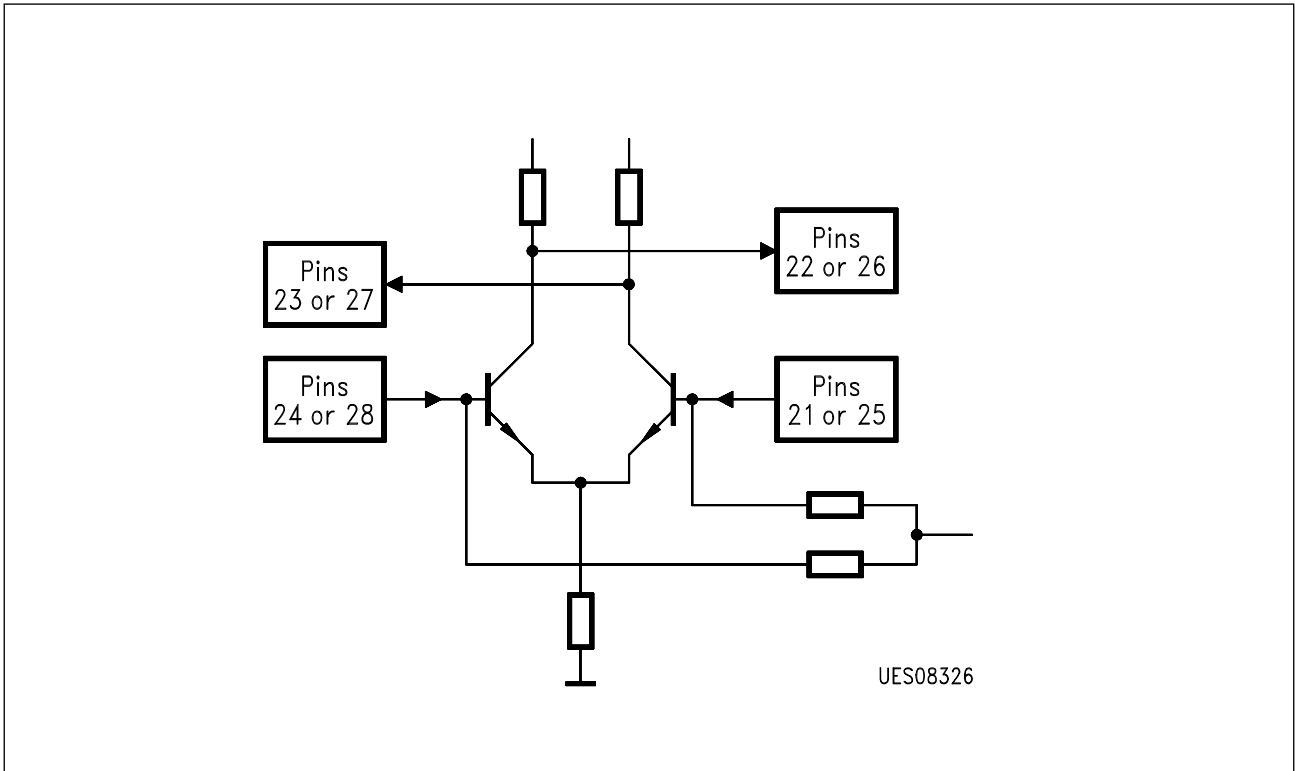 Pins
22 or 26
Pins
23 or 27
Pins
24 or 28
Pins
21 or 25
UES08326